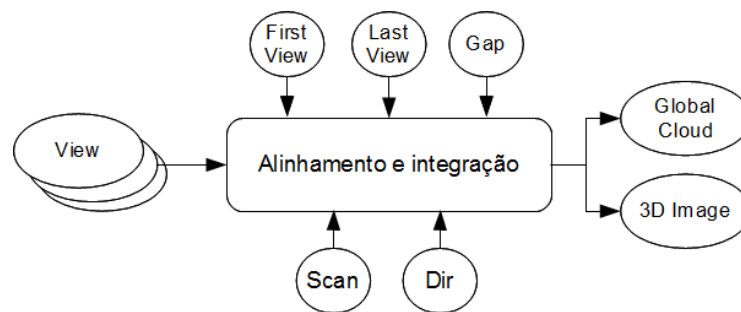 First
View
Last
View
Gap
View
Alinhamento e integração
Global
Cloud
3D Image
Scan
Dir